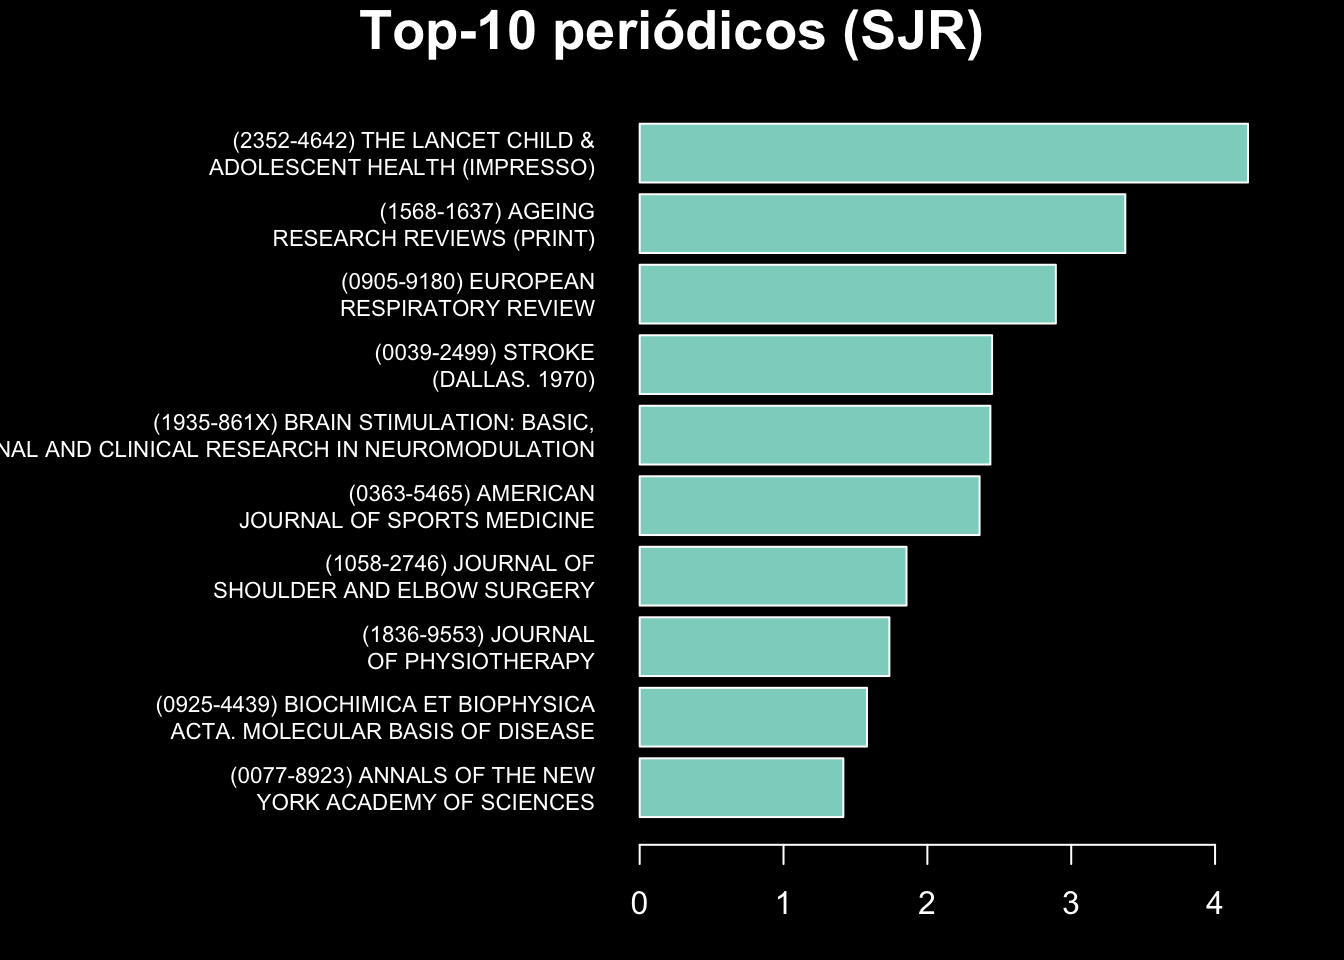 Top-10 periódicos (SJR)
(2352-4642) THE LANCET CHILD &
ADOLESCENT HEALTH (IMPRESSO)
(1568-1637) AGEING
RESEARCH REVIEWS (PRINT)
(0905-9180) EUROPEAN
RESPIRATORY REVIEW
(0039-2499) STROKE
(DALLAS. 1970)
(1935-861X) BRAIN STIMULATION: BASIC,
AND CLINICAL RESEARCH IN NEUROMODULATION
(0363-5465) AMERICAN
JOURNAL OF SPORTS MEDICINE
(1058-2746) JOURNAL OF
SHOULDER AND ELBOW SURGERY
(1836-9553) JOURNAL
OF PHYSIOTHERAPY
(0925-4439) BIOCHIMICA ET BIOPHYSICA
ACTA. MOLECULAR BASIS OF DISEASE
(0077-8923) ANNALS OF THE NEW
YORK ACADEMY OF SCIENCES
0 1 2 3 4